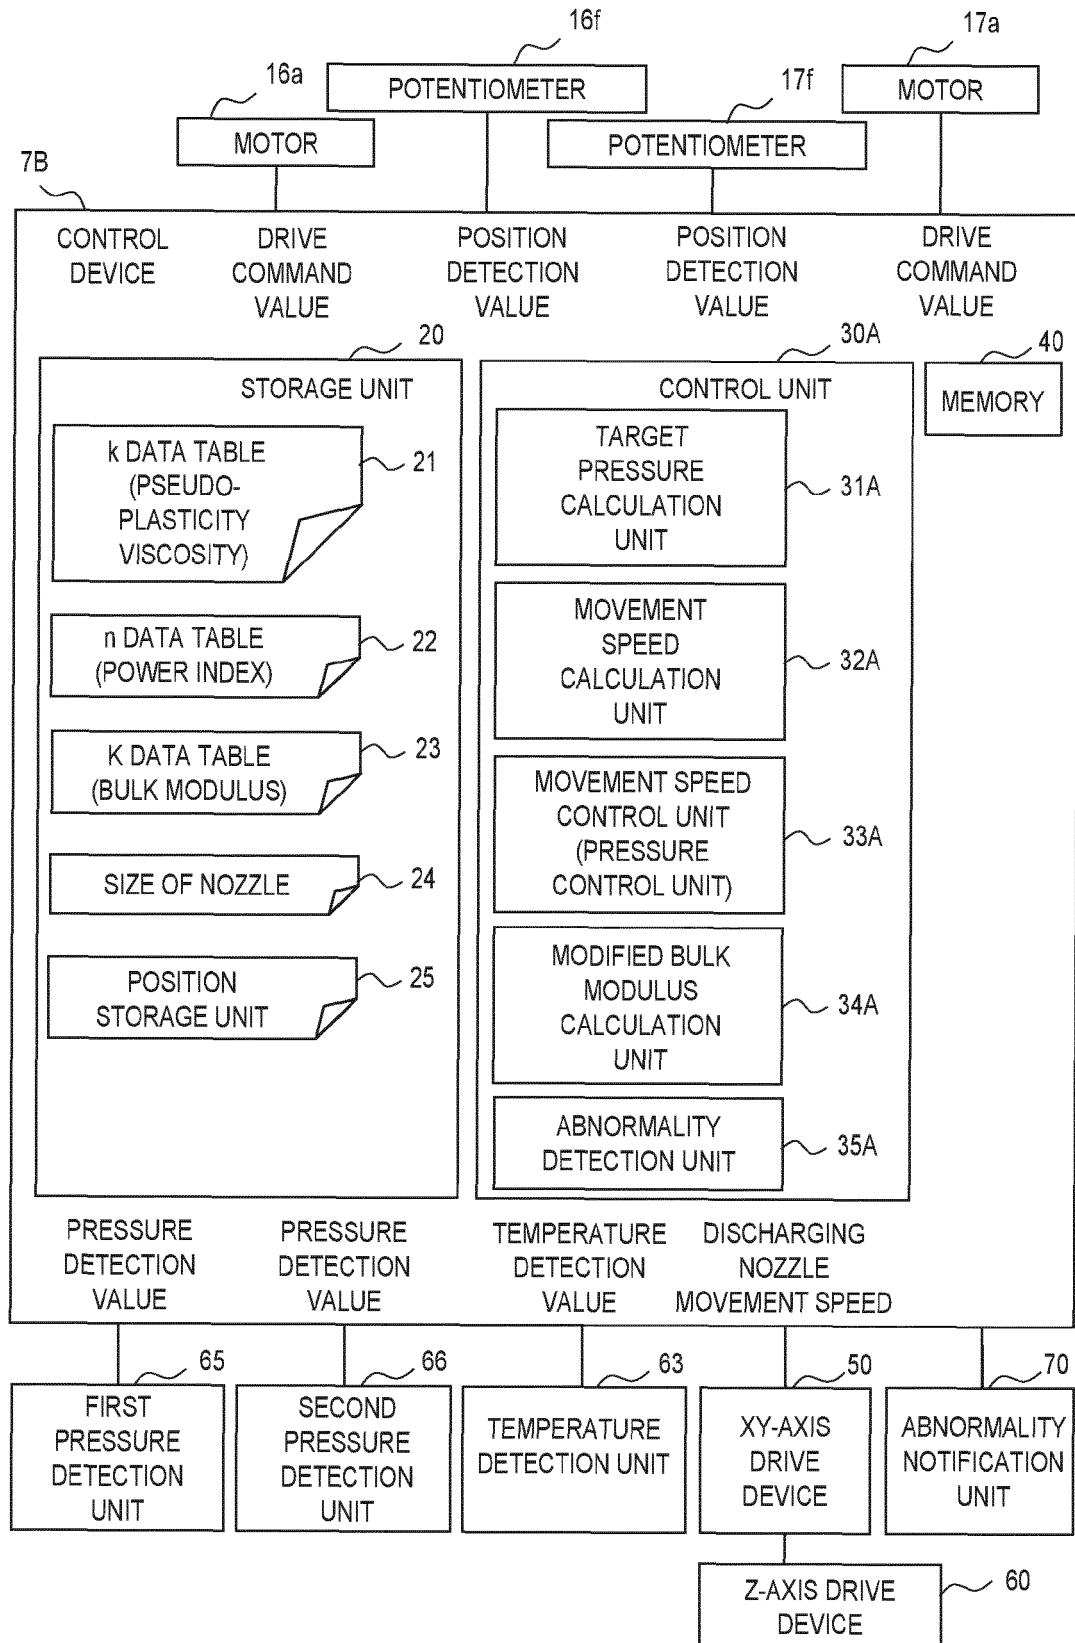 16f
17a
16a
POTENTIOMETER
17f
MOTOR
MOTOR
POTENTIOMETER
7B
CONTROL
DEVICE
DRIVE
COMMAND
VALUE
POSITION
DETECTION
VALUE
POSITION
DETECTION
VALUE
DRIVE
COMMAND
VALUE
20
STORAGE UNIT
k DATA TABLE
(PSEUDO-
PLASTICITY
VISCOSITY)
21
n DATA TABLE
(POWER INDEX)
22
K DATA TABLE
(BULK MODULUS)
23
SIZE OF NOZZLE
24
POSITION
STORAGE UNIT
25
30A
CONTROL UNIT
TARGET
PRESSURE
CALCULATION
UNIT
31A
MOVEMENT
SPEED
CALCULATION
UNIT
32A
MOVEMENT SPEED
CONTROL UNIT
(PRESSURE
CONTROL UNIT)
33A
MODIFIED BULK
MODULUS
CALCULATION
UNIT
34A
ABNORMALITY
DETECTION UNIT
35A
40
MEMORY
PRESSURE
DETECTION
VALUE
PRESSURE
DETECTION
VALUE
TEMPERATURE
DETECTION
VALUE
DISCHARGING
NOZZLE
MOVEMENT SPEED
65
FIRST
PRESSURE
DETECTION
UNIT
66
SECOND
PRESSURE
DETECTION
UNIT
63
TEMPERATURE
DETECTION UNIT
50
XY-AXIS
DRIVE
DEVICE
70
ABNORMALITY
NOTIFICATION
UNIT
Z-AXIS DRIVE
DEVICE
60